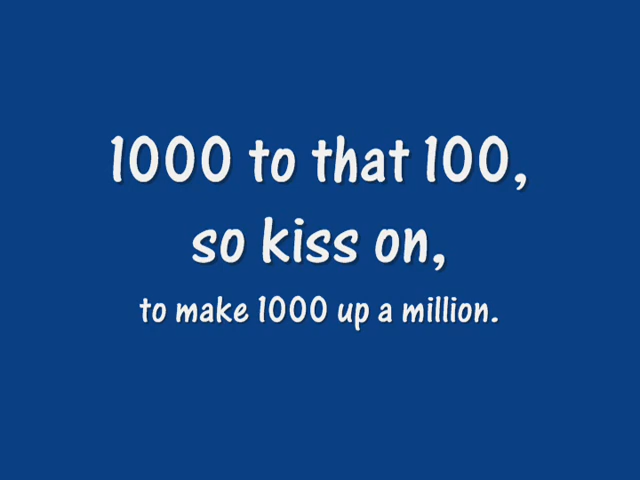 1000 to that 100,
so kiss on,
to make 1000 up a million.